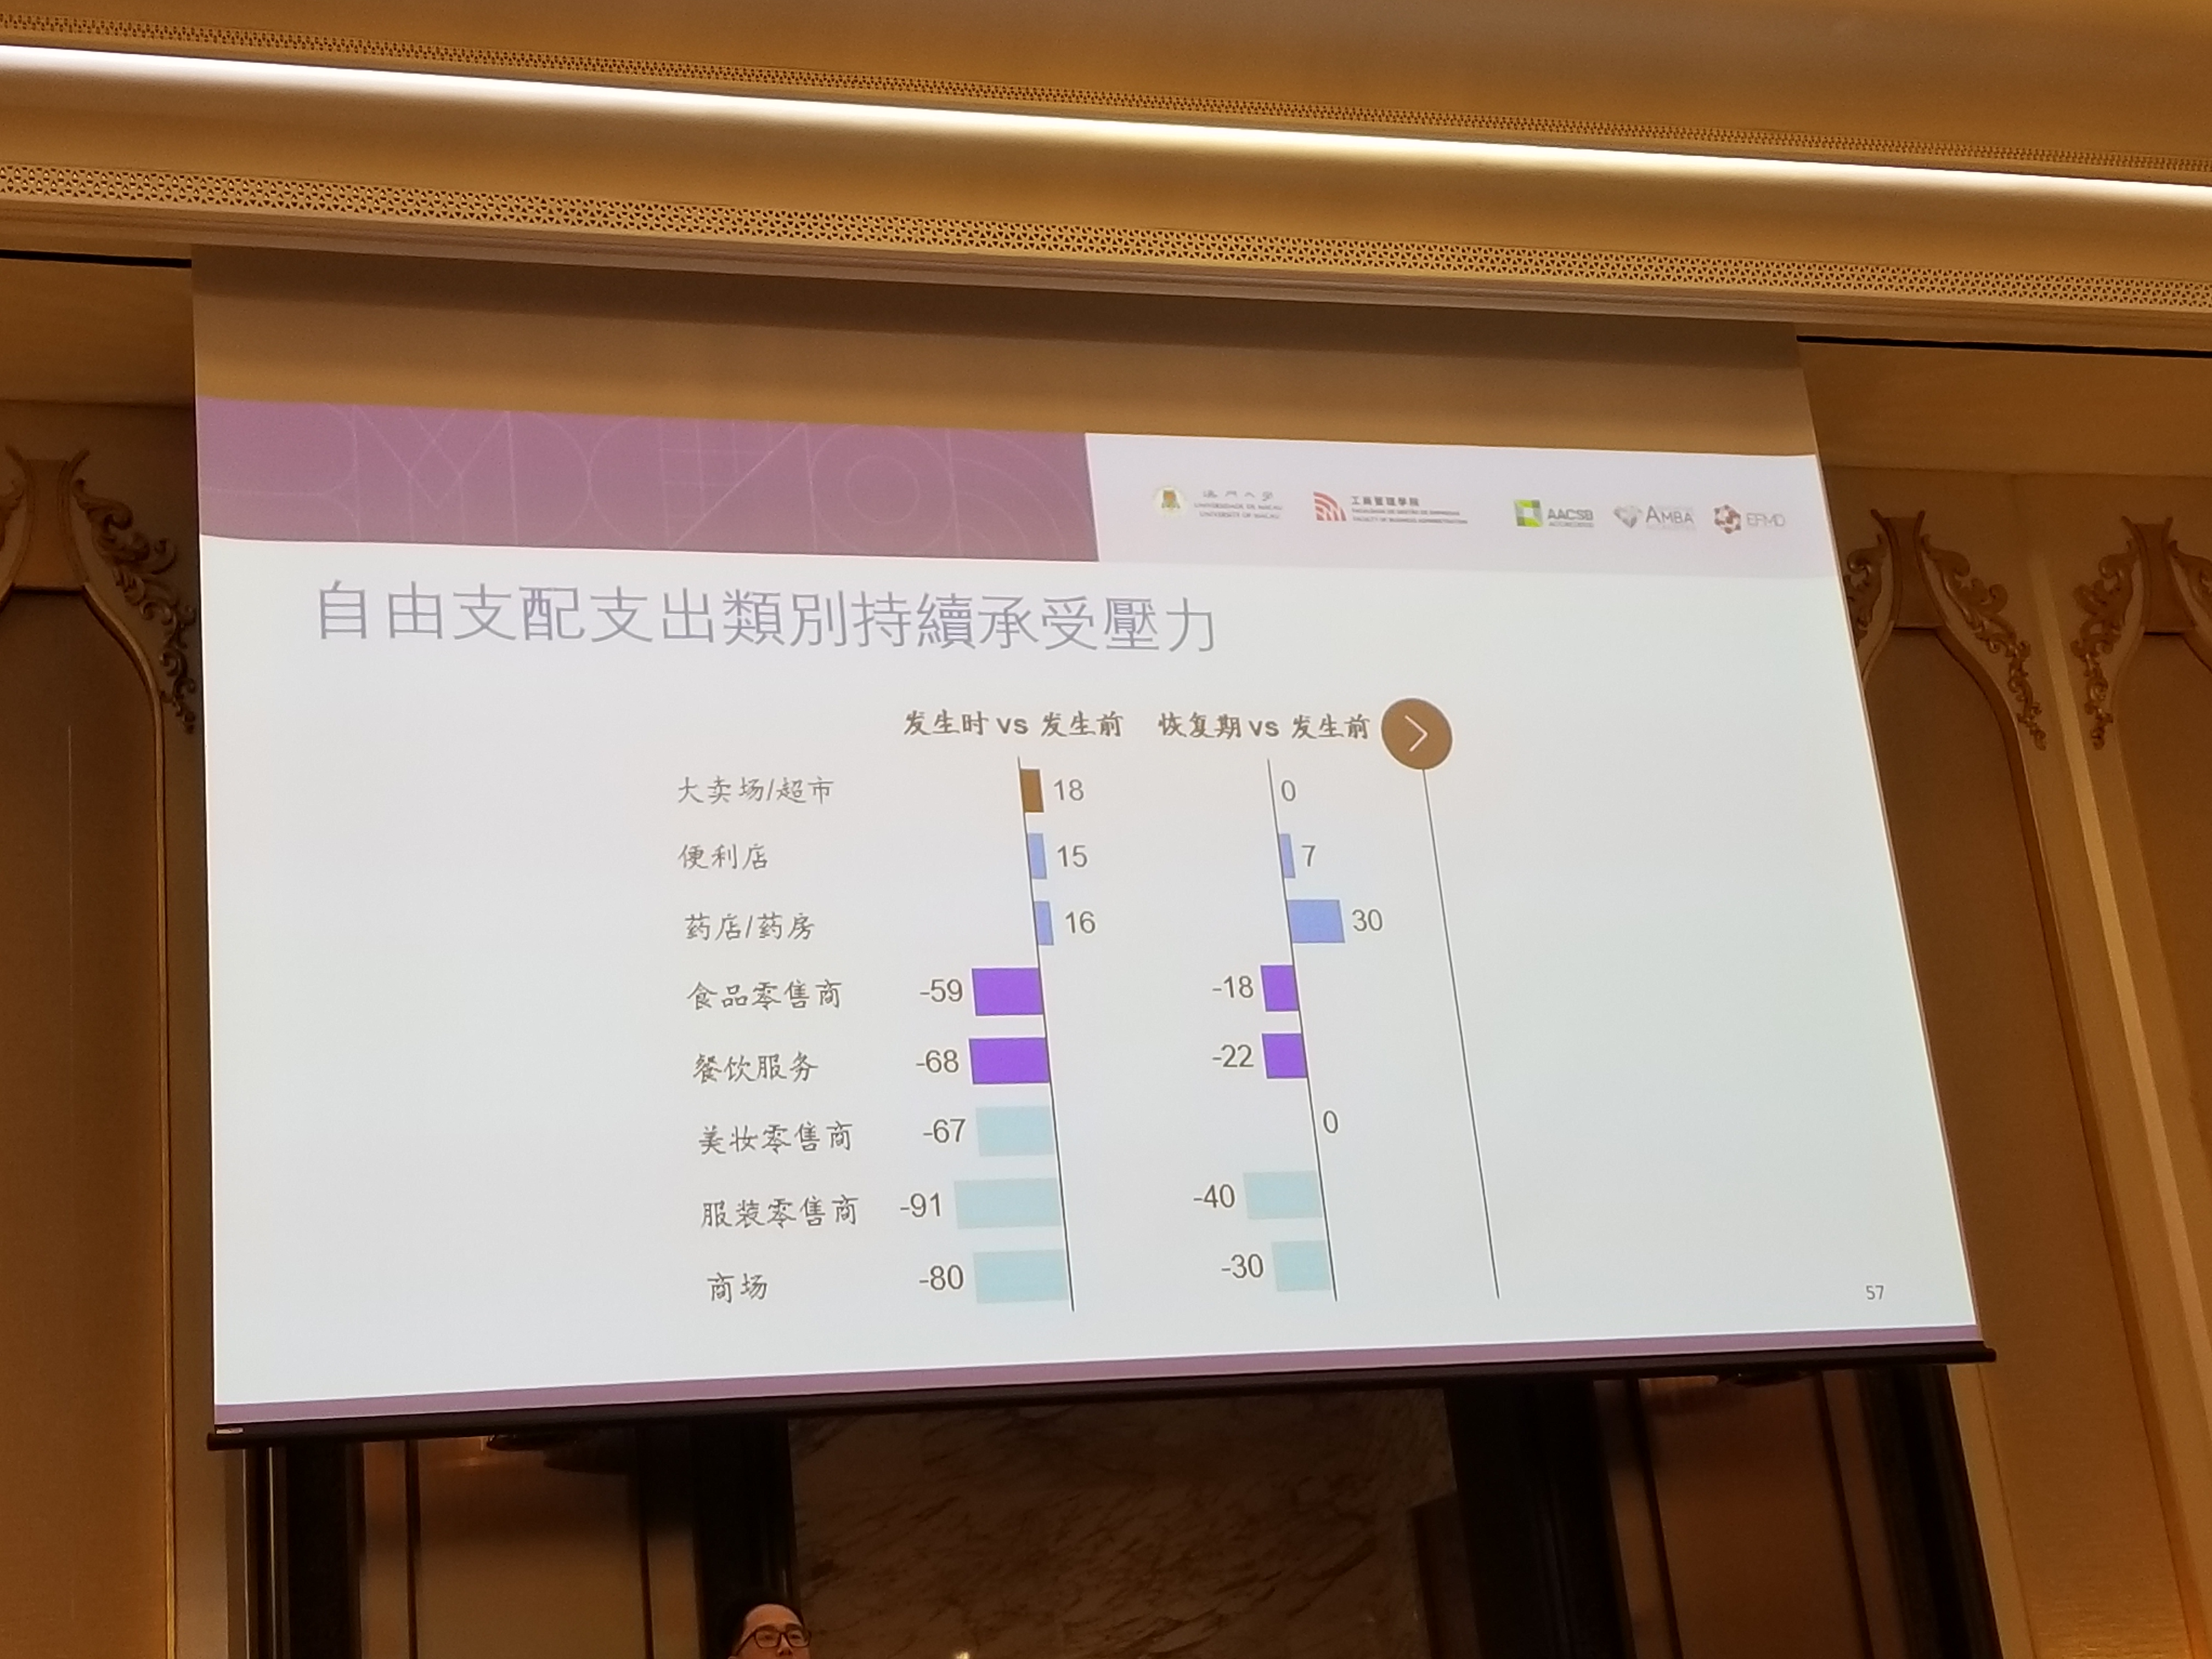 澳門大學
UNIVERSIDADE DE MACAU
UNIVERSITY OF MACAU
工商管理學院
FACULDADE DE GESTÃO DE EMPRESAS
FACULTY OF BUSINESS ADMINISTRATION
AACSB
ACCREDITED
AMBA
EFMD
自由支配支出類別持續承受壓力
发生时 vs 发生前 恢复期 vs 发生前
大卖场/超市 18 0
便利店 15 7
药店/药房 16 30
食品零售商 -59 -18
餐饮服务 -68 -22
美妆零售商 -67 0
服装零售商 -91 -40
商场 -80 -30
57